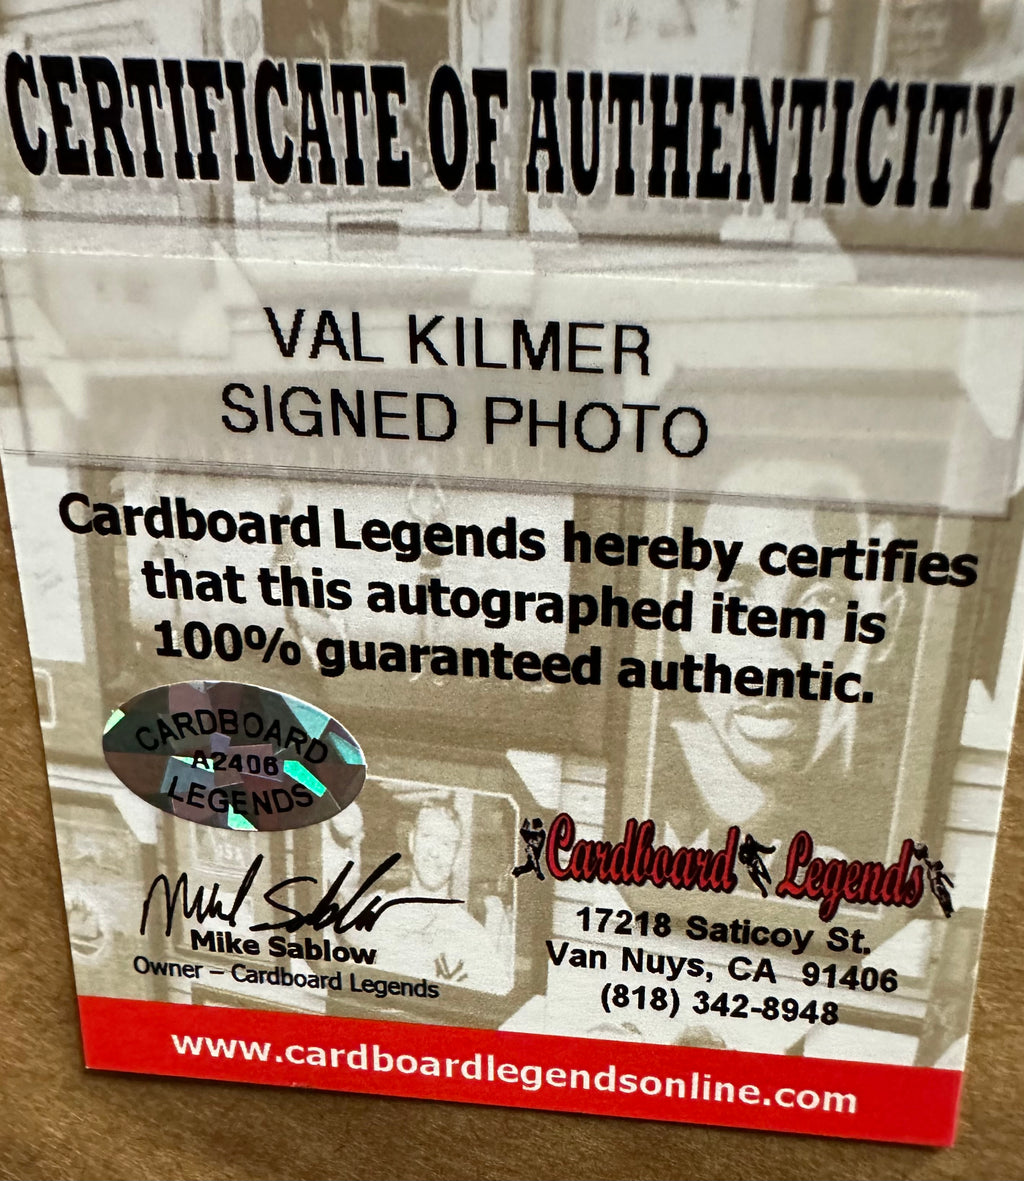 CERTIFICATE OF AUTHENTICITY
VAL KILMER
SIGNED PHOTO
Cardboard Legends hereby certifies
that this autographed item is
100% guaranteed authentic.
CARDBOARD
A2406
LEGENDS
Mike Sablow
Mike Sablow
Owner – Cardboard Legends
Cardboard Legends
17218 Saticoy St.
Van Nuys, CA 91406
(818) 342-8948
www.cardboardlegendsonline.com